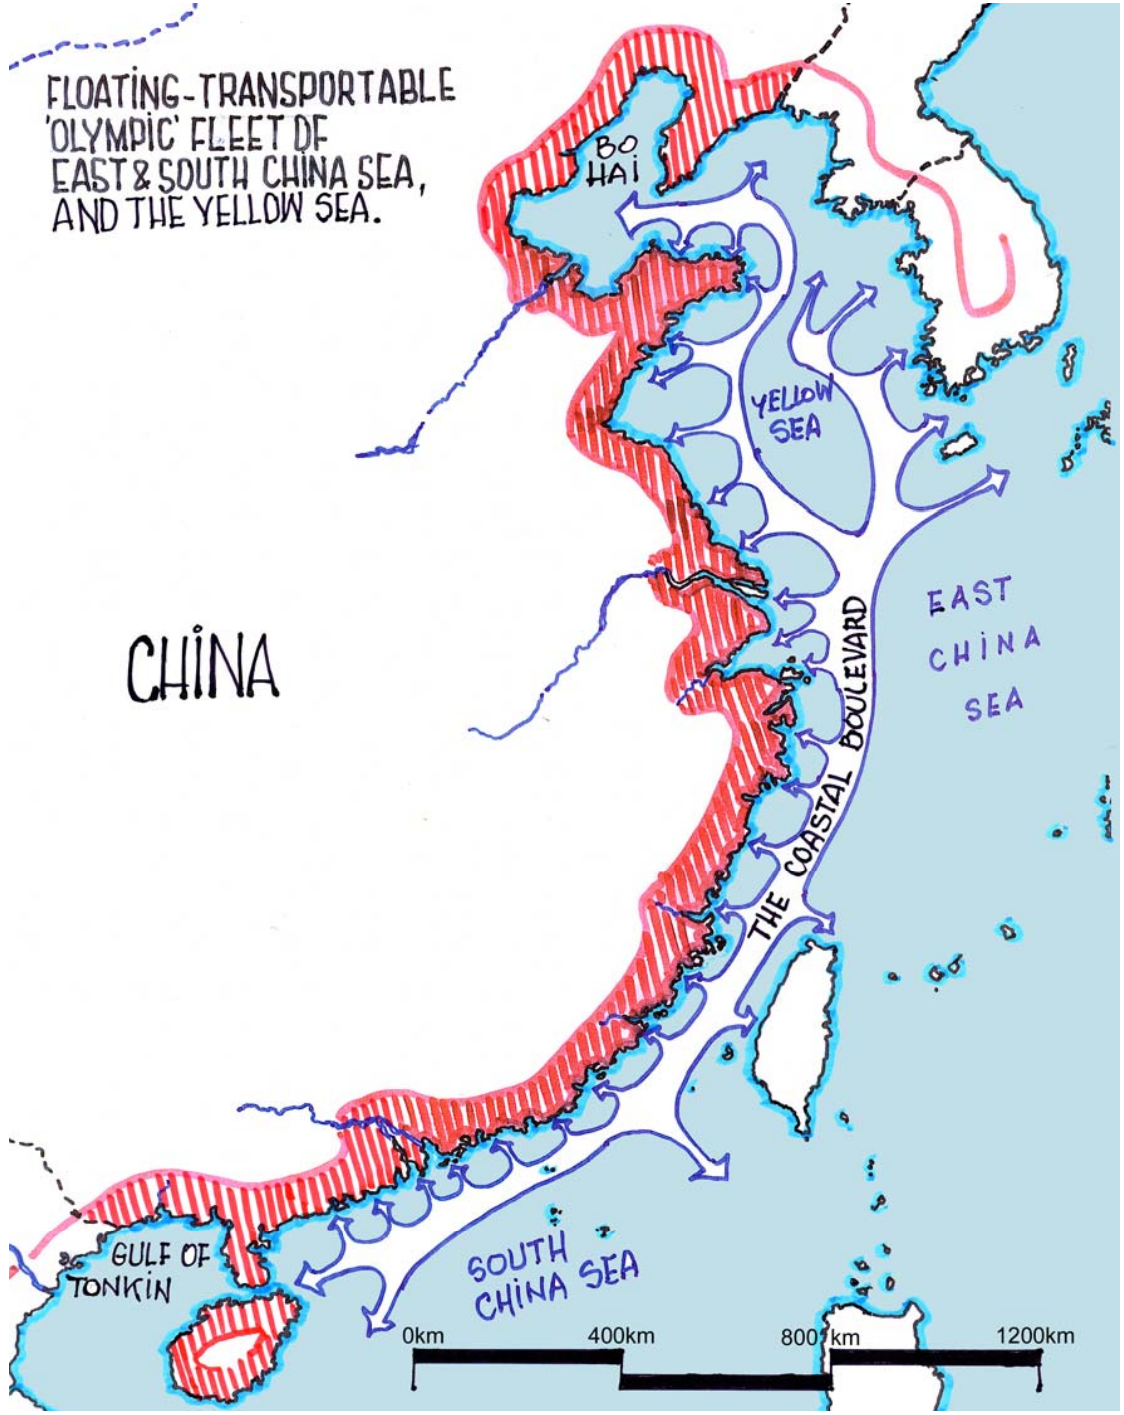 FLOATING-TRANSPORTABLE
'OLYMPIC' FLEET OF
EAST & SOUTH CHINA SEA,
AND THE YELLOW SEA.
BO
HAI
YELLOW
SEA
EAST
CHINA
SEA
CHINA
THE COASTAL BOULEVARD
GULF OF
TONKIN
SOUTH
CHINA SEA
0km 400km 800km 1200km